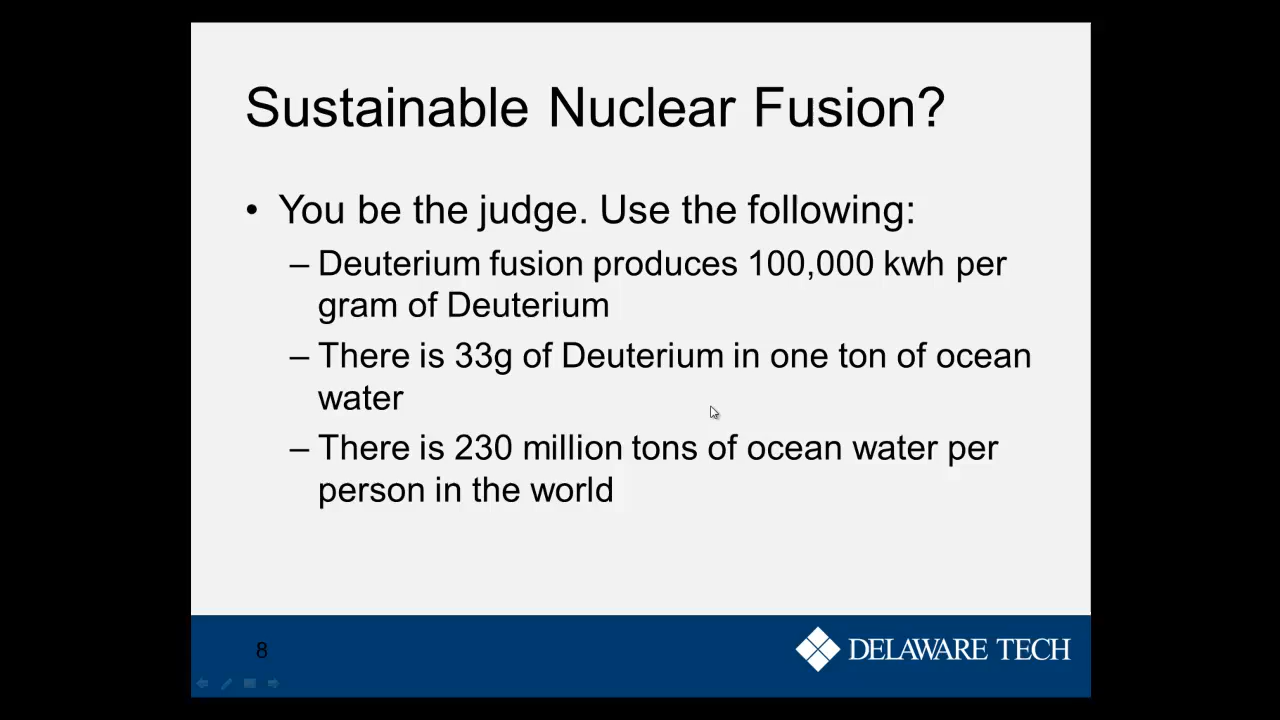 Sustainable Nuclear Fusion?
• You be the judge. Use the following:
– Deuterium fusion produces 100,000 kwh per
gram of Deuterium
– There is 33g of Deuterium in one ton of ocean
water
– There is 230 million tons of ocean water per
person in the world
8
DELAWARE TECH